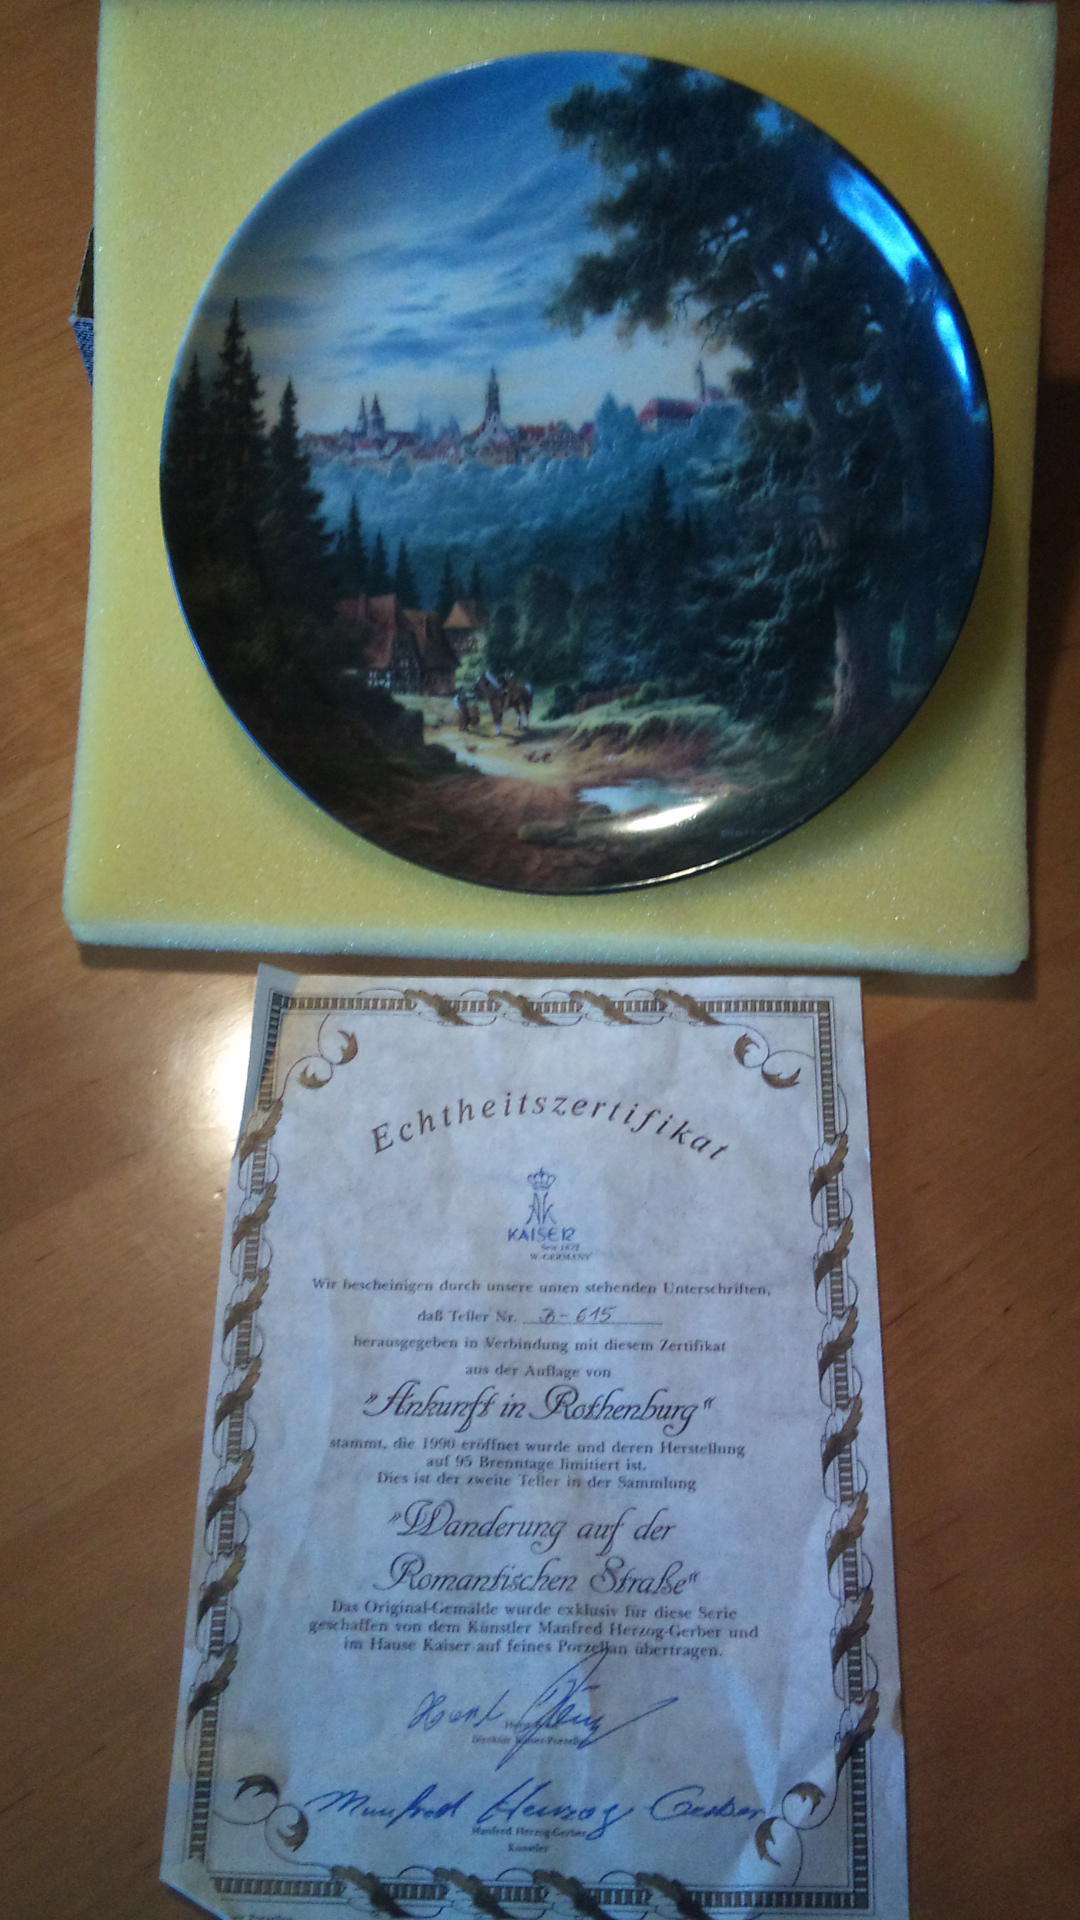 Echtheitszertifikat
AK
KAISER
Seit 1872
W.-GERMANY
Wir bescheinigen durch unsere unten stehenden Unterschriften,
daß Teller Nr. B-615
herausgegeben in Verbindung mit diesem Zertifikat
aus der Auflage von
"Ankunft in Rothenburg"
stammt, die 1990 eröffnet wurde und deren Herstellung
auf 95 Brenntage limitiert ist.
Dies ist der zweite Teller in der Sammlung
"Wanderung auf der
Romantischen Straße"
Das Original-Gemälde wurde exklusiv für diese Serie
geschaffen von dem Künstler Manfred Herzog-Gerber und
im Hause Kaiser auf feines Porzellan übertragen.
Direktor Kaiser-Porzellan
Manfred Herzog Gerber
Manfred Herzog-Gerber
Künstler